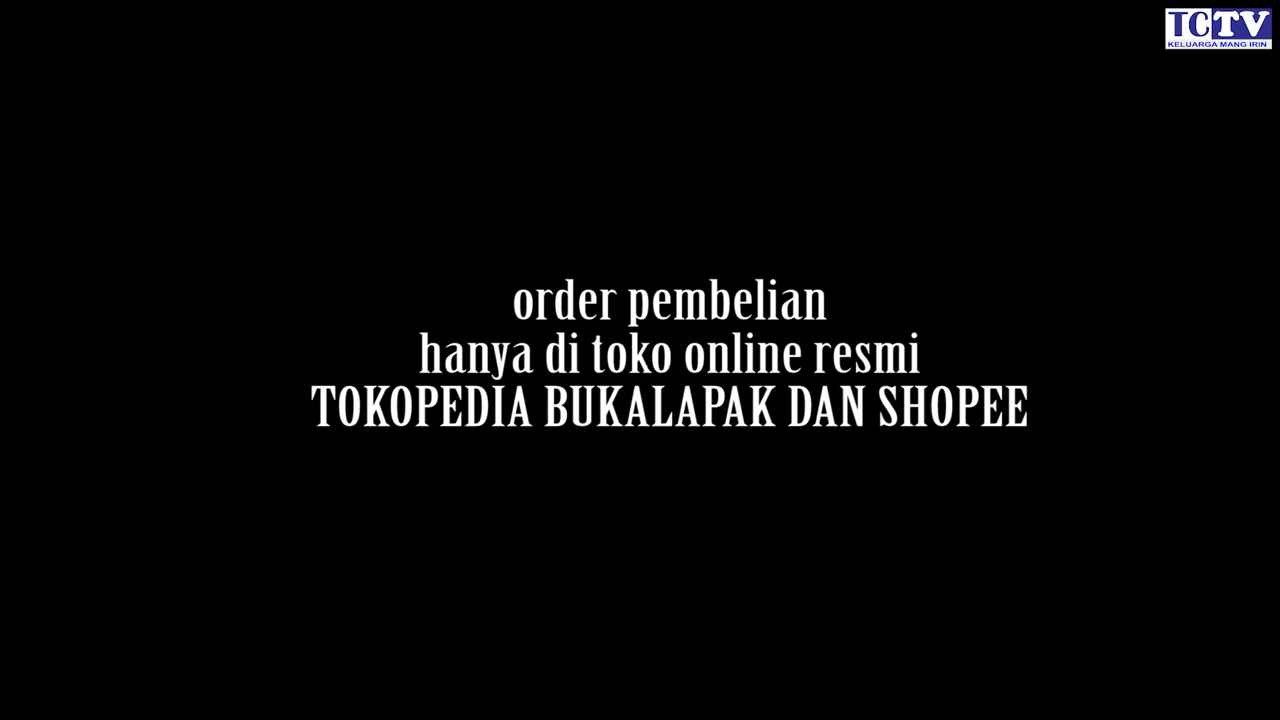 TCTV
KELUARGA MANG IRIN
order pembelian
hanya di toko online resmi
TOKOPEDIA BUKALAPAK DAN SHOPEE